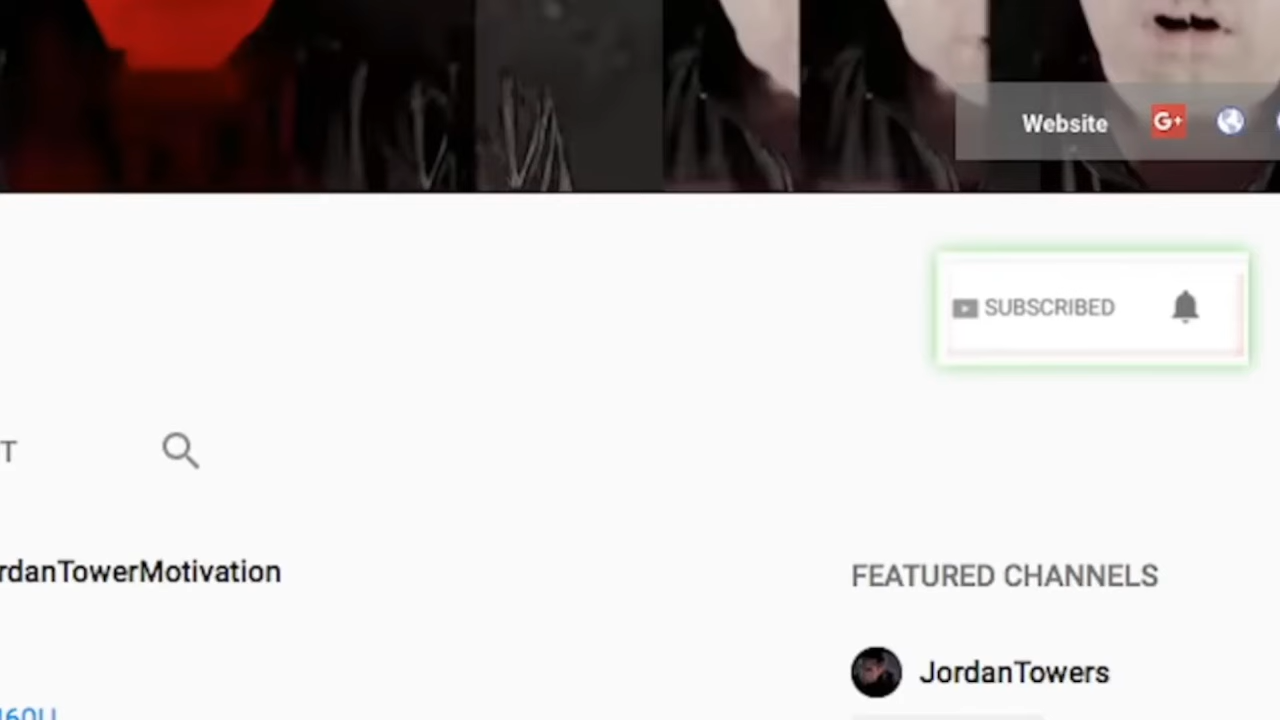 Website G+
SUBSCRIBED
T
rdanTowerMotivation
FEATURED CHANNELS
JordanTowers